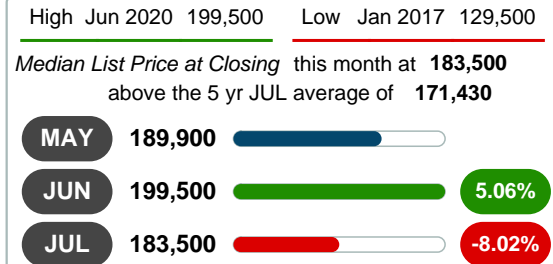 High Jun 2020 199,500 Low Jan 2017 129,500
Median List Price at Closing this month at 183,500
above the 5 yr JUL average of 171,430
MAY 189,900
JUN 199,500 5.06%
JUL 183,500 -8.02%